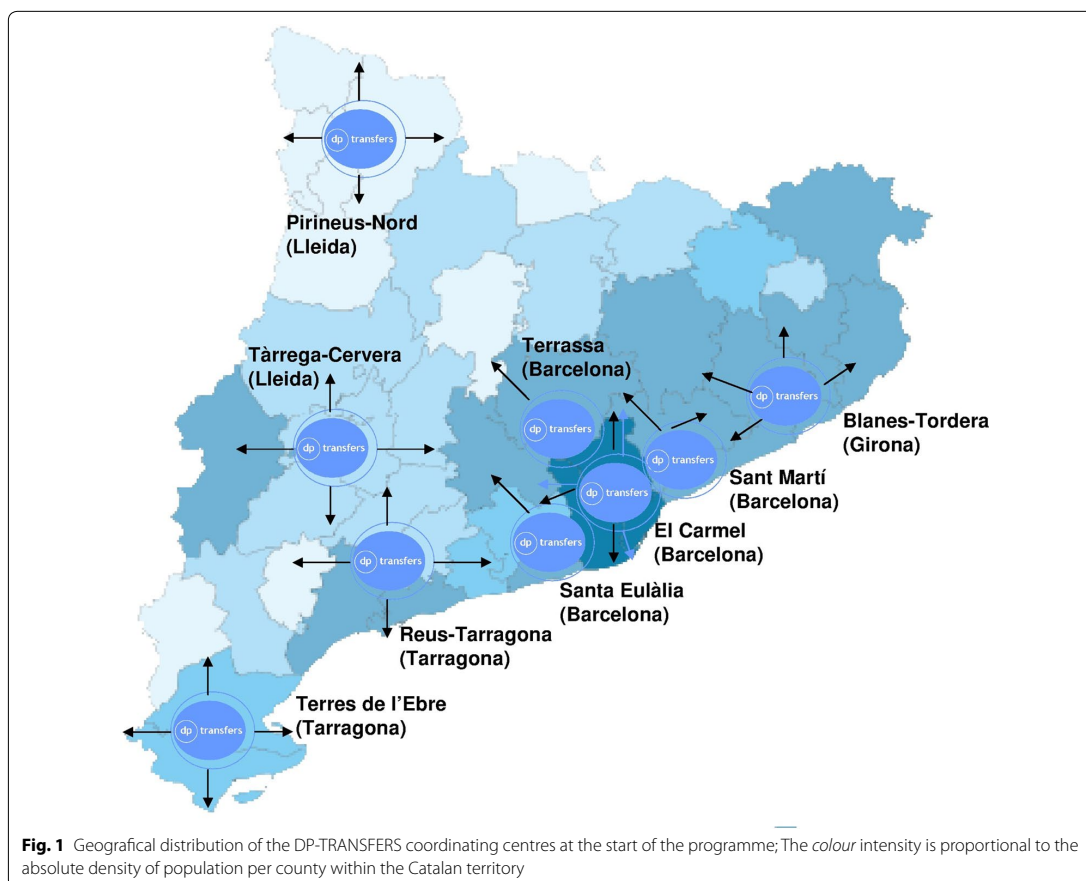 dp transfers
Pirineus-Nord
(Lleida)
Tàrrega-Cervera
(Lleida)
dp transfers
Terrassa
(Barcelona)
dp transfers
dp transfers
Blanes-Tordera
(Girona)
dp transfers
Sant Martí
(Barcelona)
dp transfers
El Carmel
(Barcelona)
dp transfers
Santa Eulàlia
(Barcelona)
dp transfers
Reus-Tarragona
(Tarragona)
dp transfers
Terres de l’Ebre
(Tarragona)
Fig. 1 Geografical distribution of the DP-TRANSFERS coordinating centres at the start of the programme; The colour intensity is proportional to the
absolute density of population per county within the Catalan territory